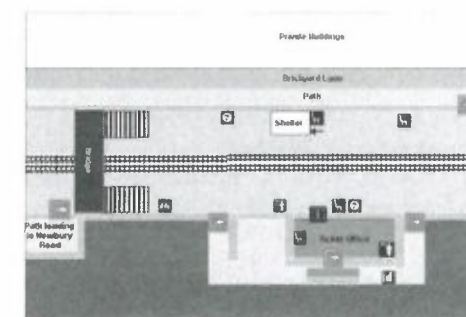 Private Buildings
Brickyard Lane
Path
Shelter
Bridge
Path leading
to Newbury
Road
Ticket Office